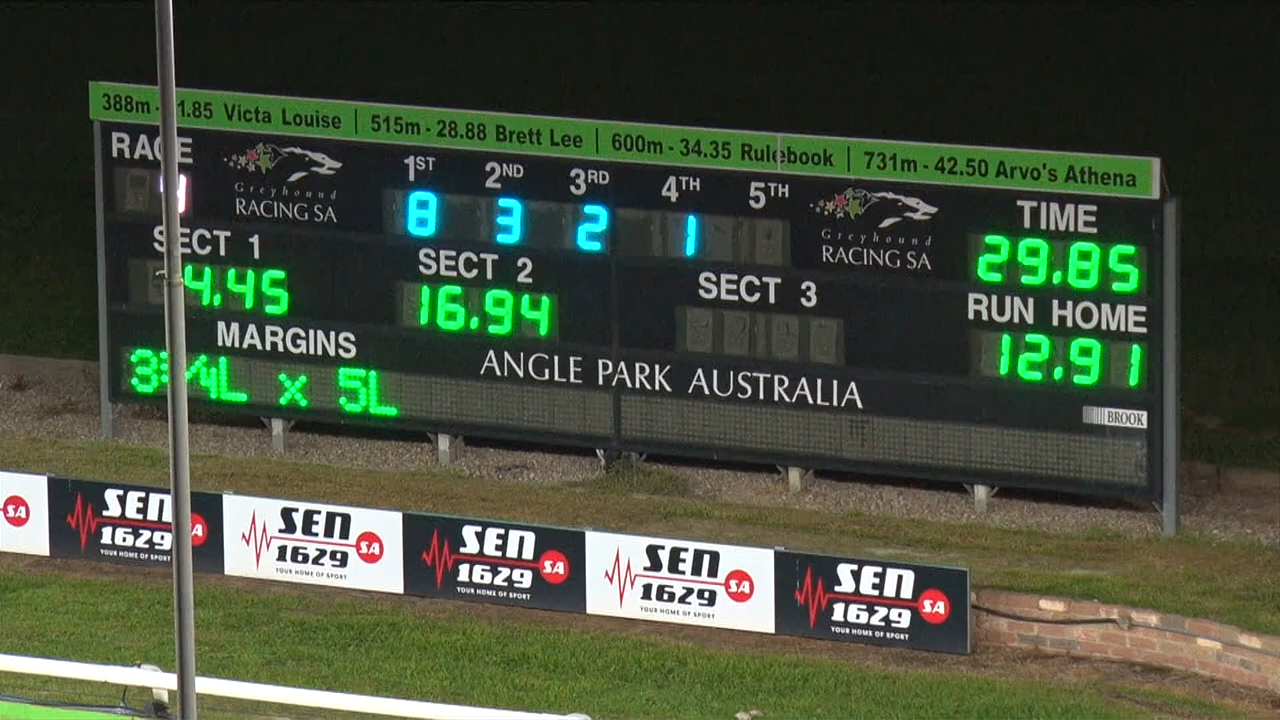 388m - 1.85 Victa Louise | 515m - 28.88 Brett Lee | 600m - 34.35 Rulebook | 731m - 42.50 Arvo's Athena
RACE
Greyhound
RACING SA
1ST 2ND 3RD 4TH 5TH
8 3 2 1
Greyhound
RACING SA
TIME
29.85
SECT 1
4.45
SECT 2
16.94
SECT 3
RUN HOME
12.91
MARGINS
3 3/4L x 5L
ANGLE PARK AUSTRALIA
BROOK
SA
SEN
1629
SA
YOUR HOME OF SPORT
SEN
1629
SA
YOUR HOME OF SPORT
SEN
1629
SA
YOUR HOME OF SPORT
SEN
1629
SA
YOUR HOME OF SPORT
SEN
1629
SA
YOUR HOME OF SPORT